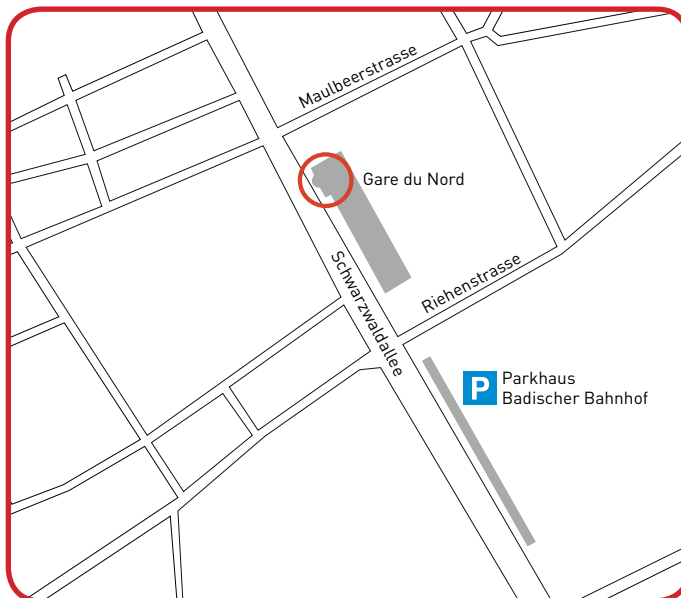 Maulbeerstrasse
Gare du Nord
Schwarzwaldallee
Riehenstrasse
P
Parkhaus
Badischer Bahnhof